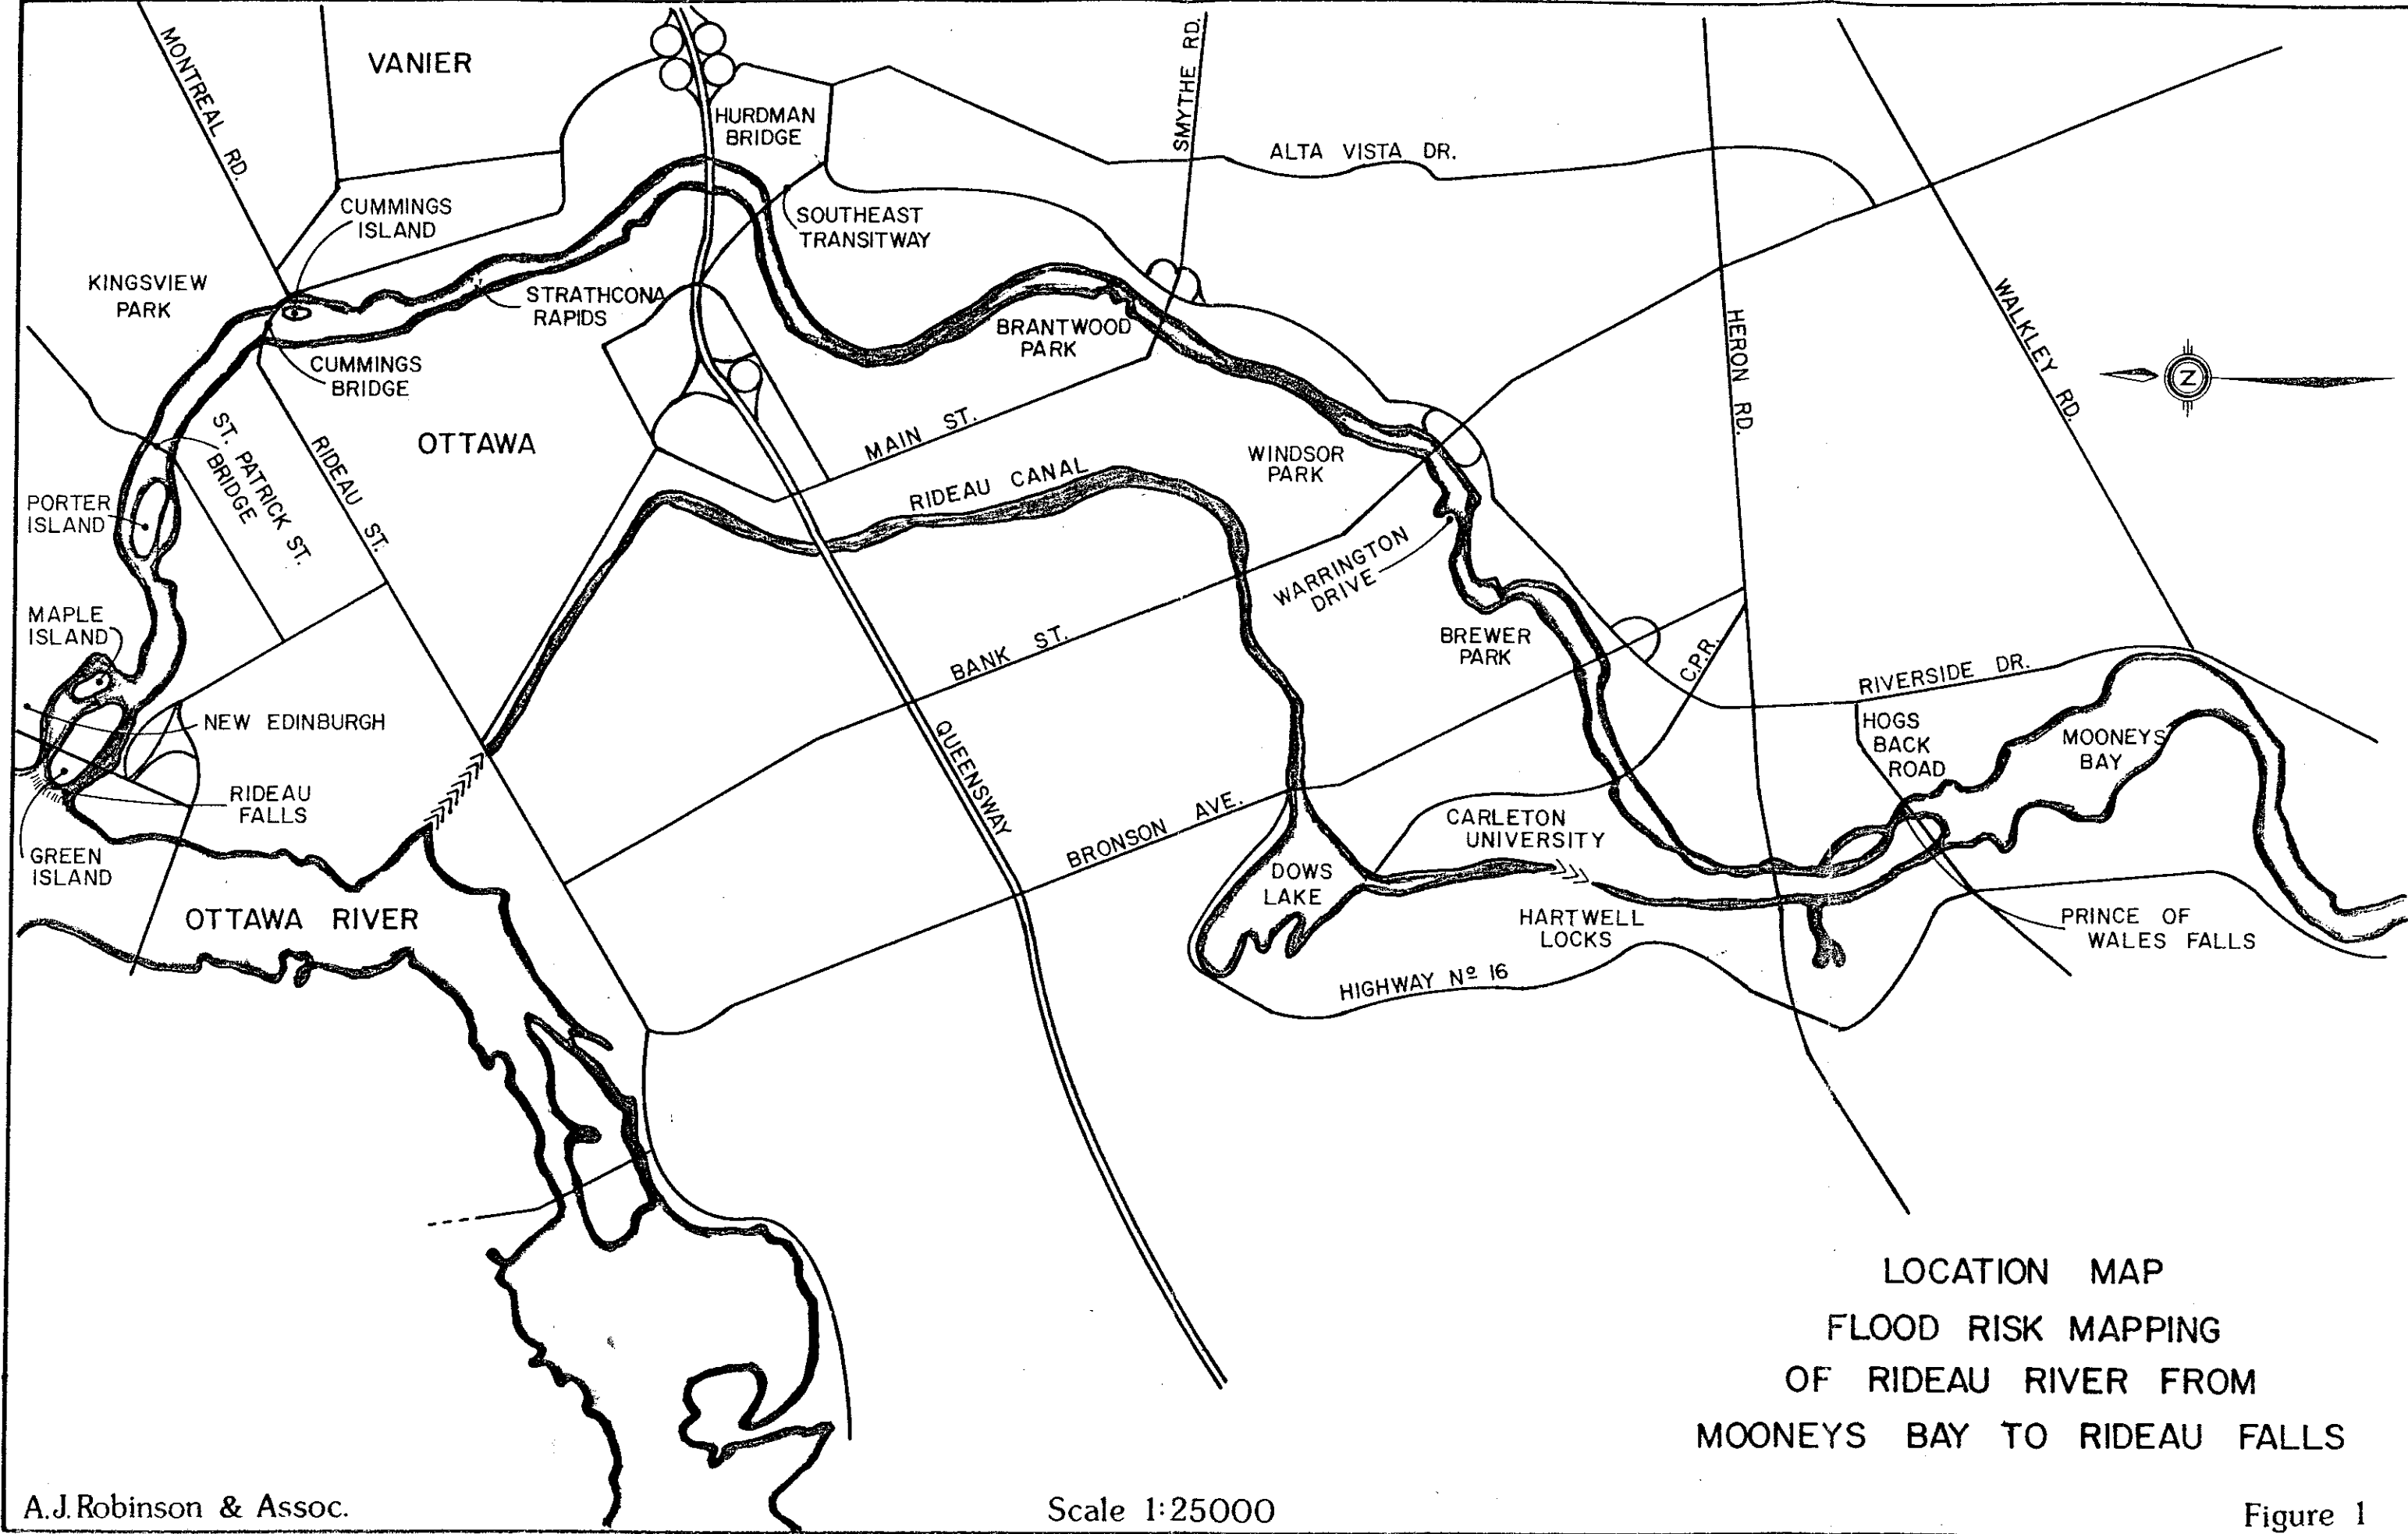 MONTREAL RD.
VANIER
HURDMAN
BRIDGE
SMYTHE RD.
ALTA VISTA DR.
CUMMINGS
ISLAND
SOUTHEAST
TRANSITWAY
KINGSVIEW
PARK
STRATHCONA
RAPIDS
BRANTWOOD
PARK
CUMMINGS
BRIDGE
HERON RD.
WALKLEY RD.
N
ST. PATRICK ST.
BRIDGE
RIDEAU ST.
OTTAWA
MAIN ST.
WINDSOR
PARK
RIDEAU CANAL
PORTER
ISLAND
WARRINGTON
DRIVE
MAPLE
ISLAND
BANK ST.
BREWER
PARK
C.P.R.
RIVERSIDE DR.
NEW EDINBURGH
QUEENSWAY
HOGS
BACK
ROAD
MOONEYS
BAY
RIDEAU
FALLS
BRONSON AVE.
CARLETON
UNIVERSITY
GREEN
ISLAND
DOWS
LAKE
OTTAWA RIVER
HARTWELL
LOCKS
PRINCE OF
WALES FALLS
HIGHWAY Nº 16
LOCATION MAP
FLOOD RISK MAPPING
OF RIDEAU RIVER FROM
MOONEYS BAY TO RIDEAU FALLS
A.J. Robinson & Assoc.
Scale 1:25000
Figure 1